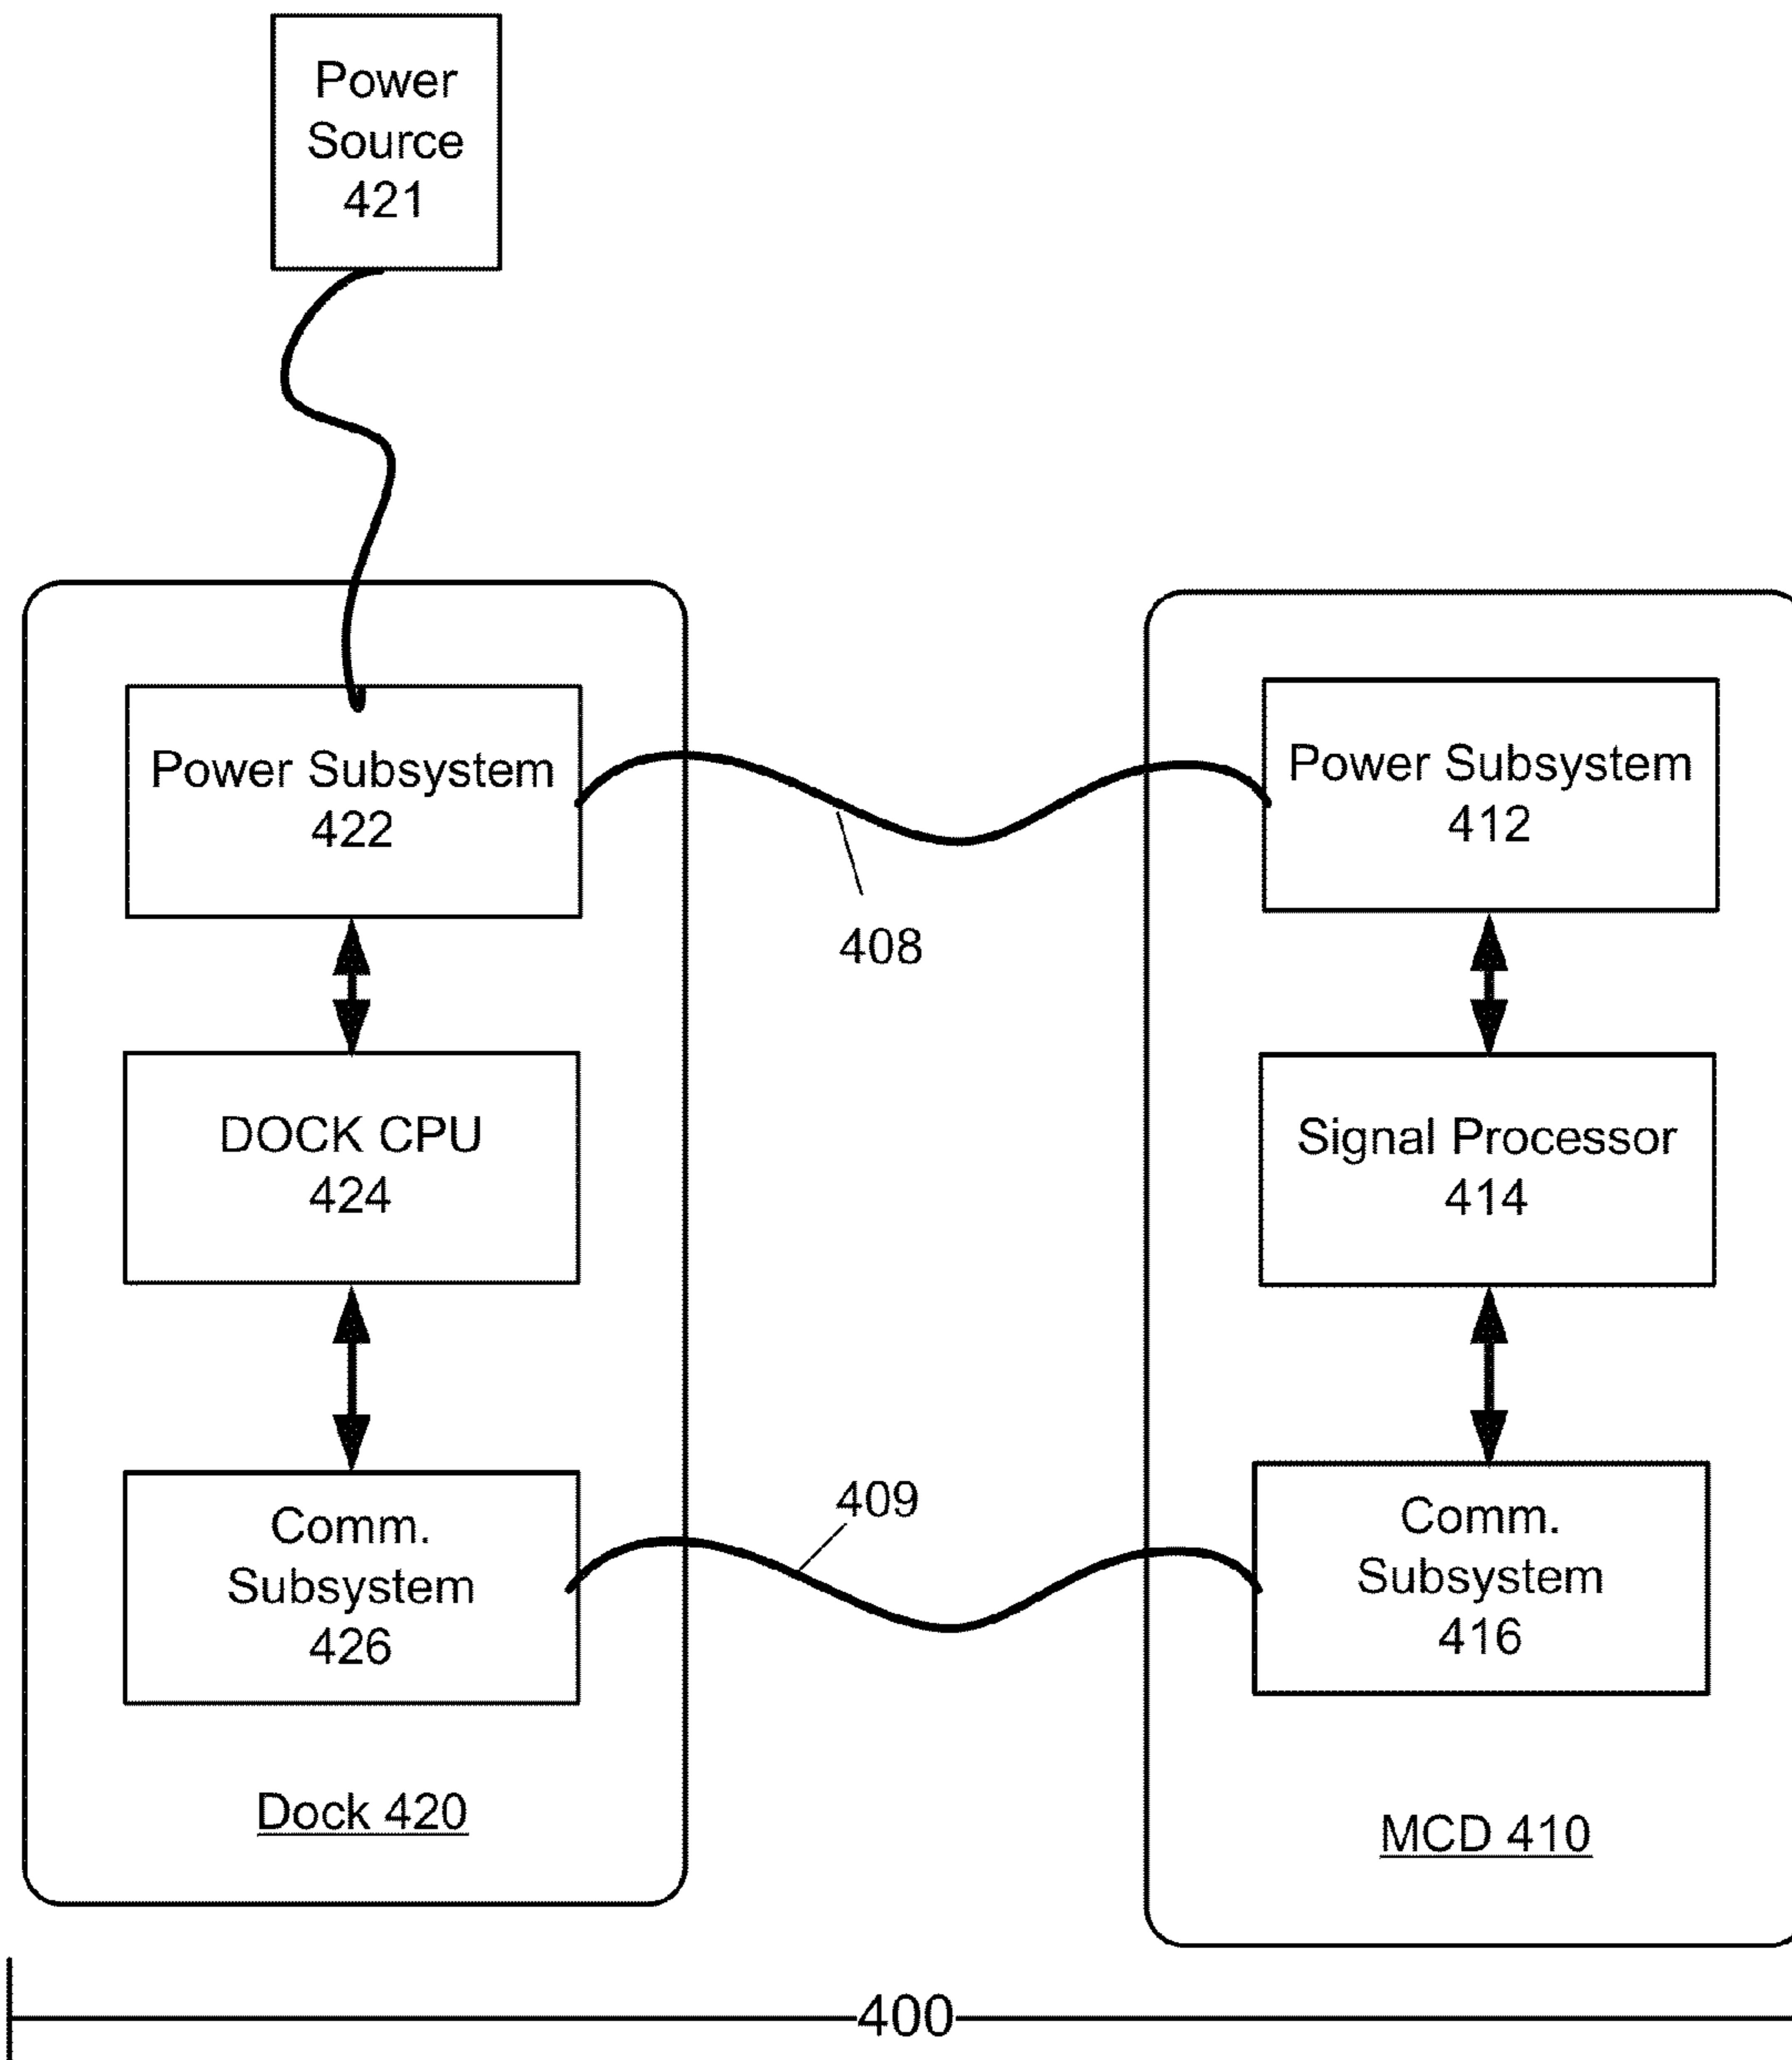 Power
Source
421
Power Subsystem
422
Power Subsystem
412
408
DOCK CPU
424
Signal Processor
414
409
Comm.
Subsystem
426
Comm.
Subsystem
416
Dock 420
MCD 410
400